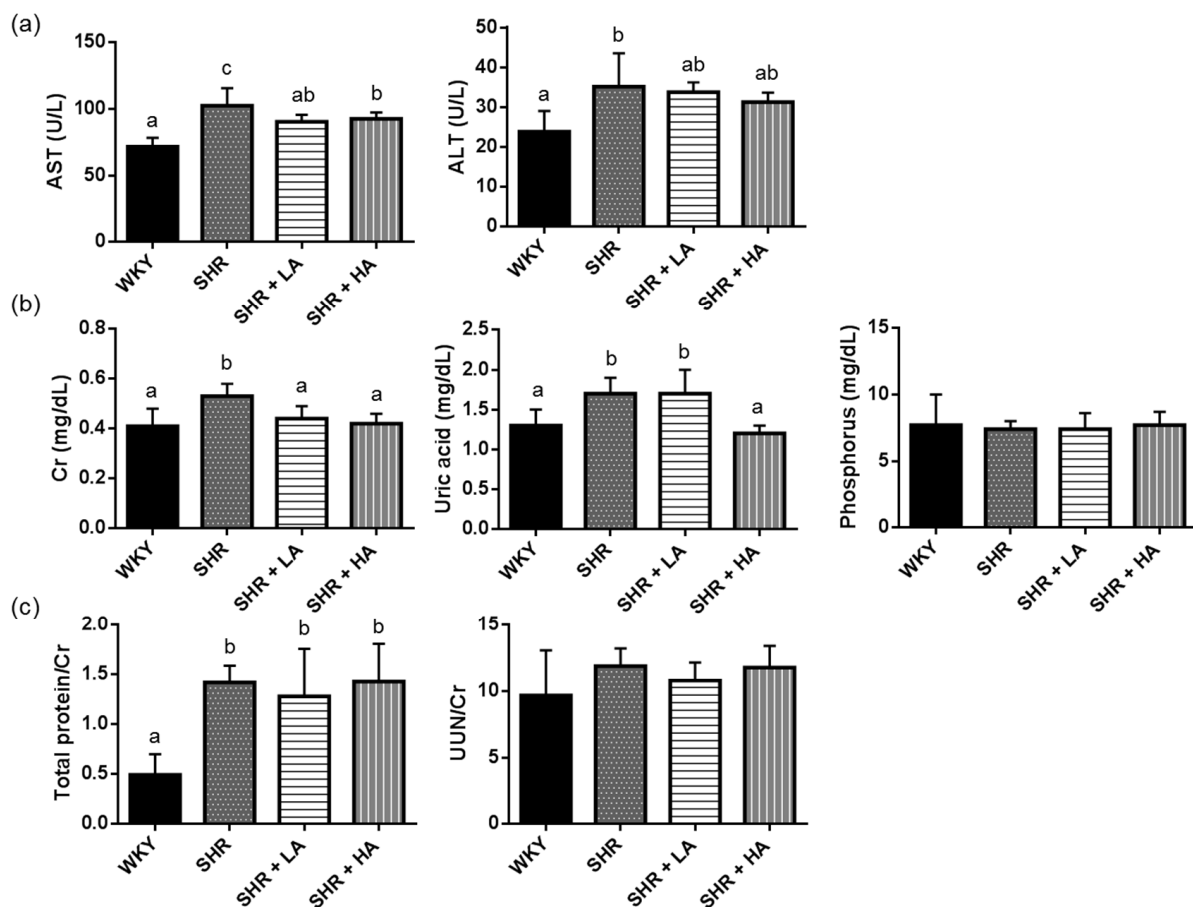 (a)
AST (U/L)
150
100
50
0
a
c
ab
b
WKY
SHR
SHR + LA
SHR + HA
ALT (U/L)
50
40
30
20
10
0
a
b
ab
ab
WKY
SHR
SHR + LA
SHR + HA
(b)
Cr (mg/dL)
0.8
0.6
0.4
0.2
0.0
a
b
a
a
WKY
SHR
SHR + LA
SHR + HA
Uric acid (mg/dL)
2.5
2.0
1.5
1.0
0.5
0.0
a
b
b
a
WKY
SHR
SHR + LA
SHR + HA
Phosphorus (mg/dL)
15
10
5
0
WKY
SHR
SHR + LA
SHR + HA
(c)
Total protein/Cr
2.0
1.5
1.0
0.5
0.0
a
b
b
b
WKY
SHR
SHR + LA
SHR + HA
UUN/Cr
15
10
5
0
WKY
SHR
SHR + LA
SHR + HA